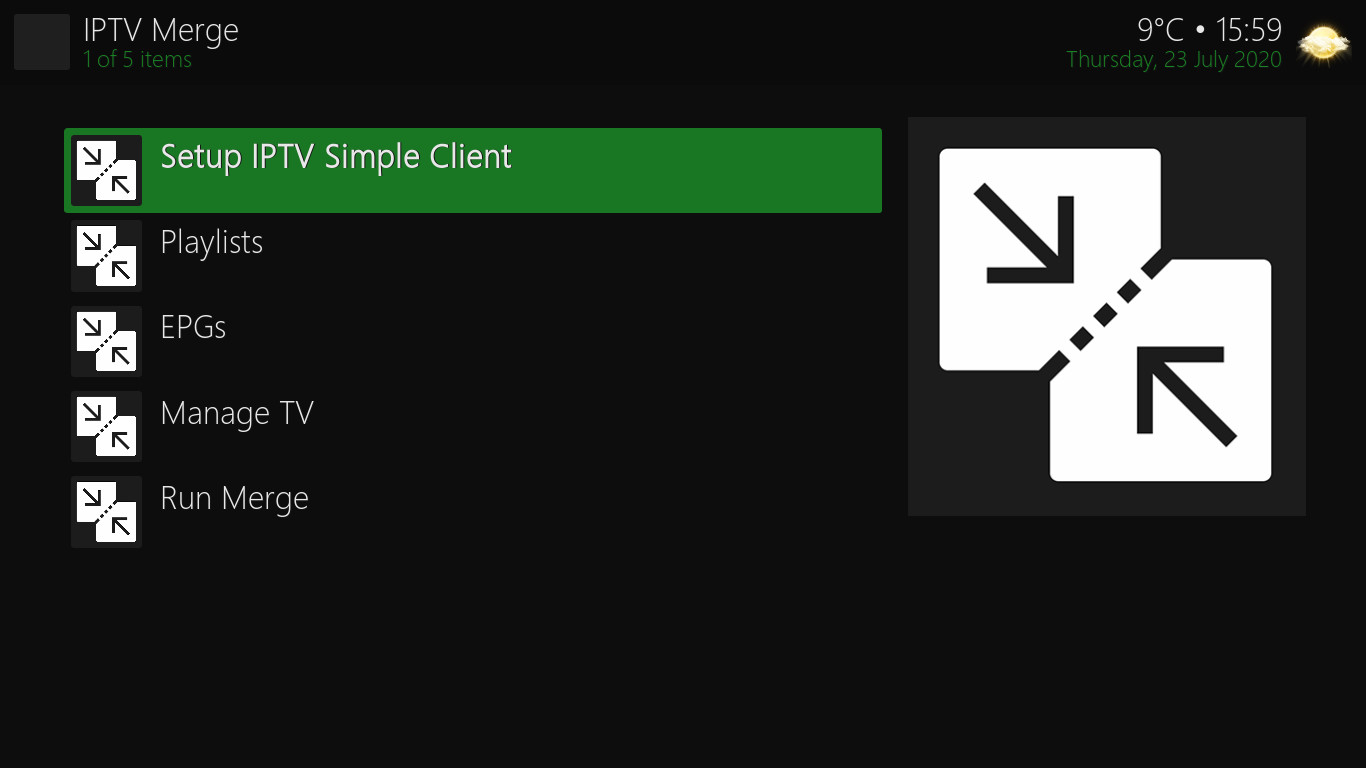 IPTV Merge
1 of 5 items
9°C • 15:59
Thursday, 23 July 2020
Setup IPTV Simple Client
Playlists
EPGs
Manage TV
Run Merge